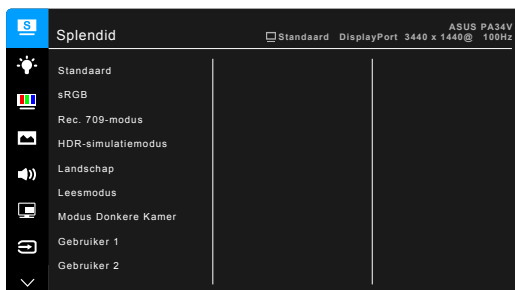 S
Splendid
ASUS PA34V
Standaard DisplayPort 3440 x 1440@ 100Hz
Standaard
sRGB
Rec. 709-modus
HDR-simulatiemodus
Landschap
Leesmodus
Modus Donkere Kamer
Gebruiker 1
Gebruiker 2